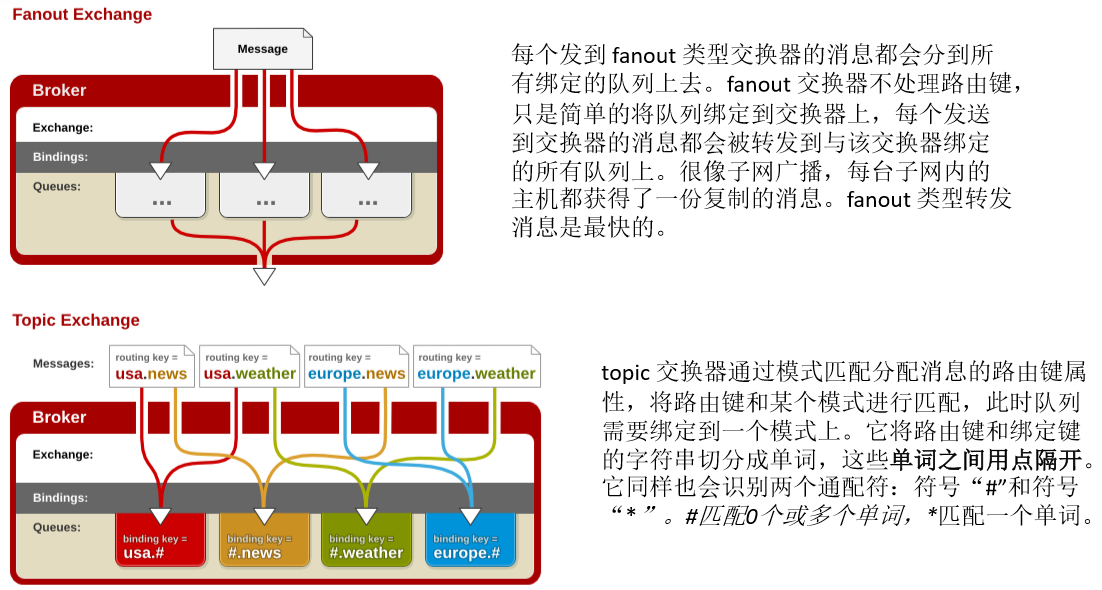 Fanout Exchange
Message
Broker
Exchange:
Bindings:
Queues:
...
...
...
每个发到 fanout 类型交换器的消息都会分到所
有绑定的队列上去。fanout 交换器不处理路由键，
只是简单的将队列绑定到交换器上，每个发送
到交换器的消息都会被转发到与该交换器绑定
的所有队列上。很像子网广播，每台子网内的
主机都获得了一份复制的消息。fanout 类型转发
消息是最快的。
Topic Exchange
Messages:
routing key =
usa.news
routing key =
usa.weather
routing key =
europe.news
routing key =
europe.weather
Broker
Exchange:
Bindings:
Queues:
binding key =
usa.#
binding key =
#.news
binding key =
#.weather
binding key =
europe.#
topic 交换器通过模式匹配分配消息的路由键属
性，将路由键和某个模式进行匹配，此时队列
需要绑定到一个模式上。它将路由键和绑定键
的字符串切分成单词，这些单词之间用点隔开。
它同样也会识别两个通配符：符号“#”和符号
“*”。#匹配0个或多个单词，*匹配一个单词。